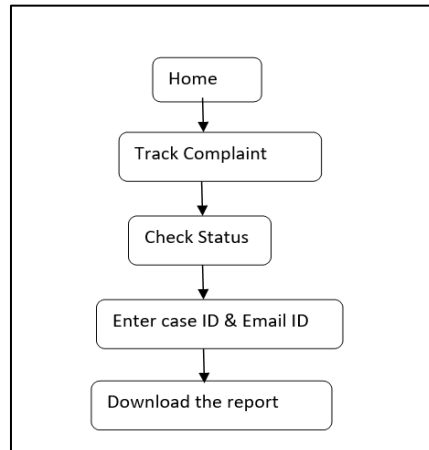 Home
Track Complaint
Check Status
Enter case ID & Email ID
Download the report